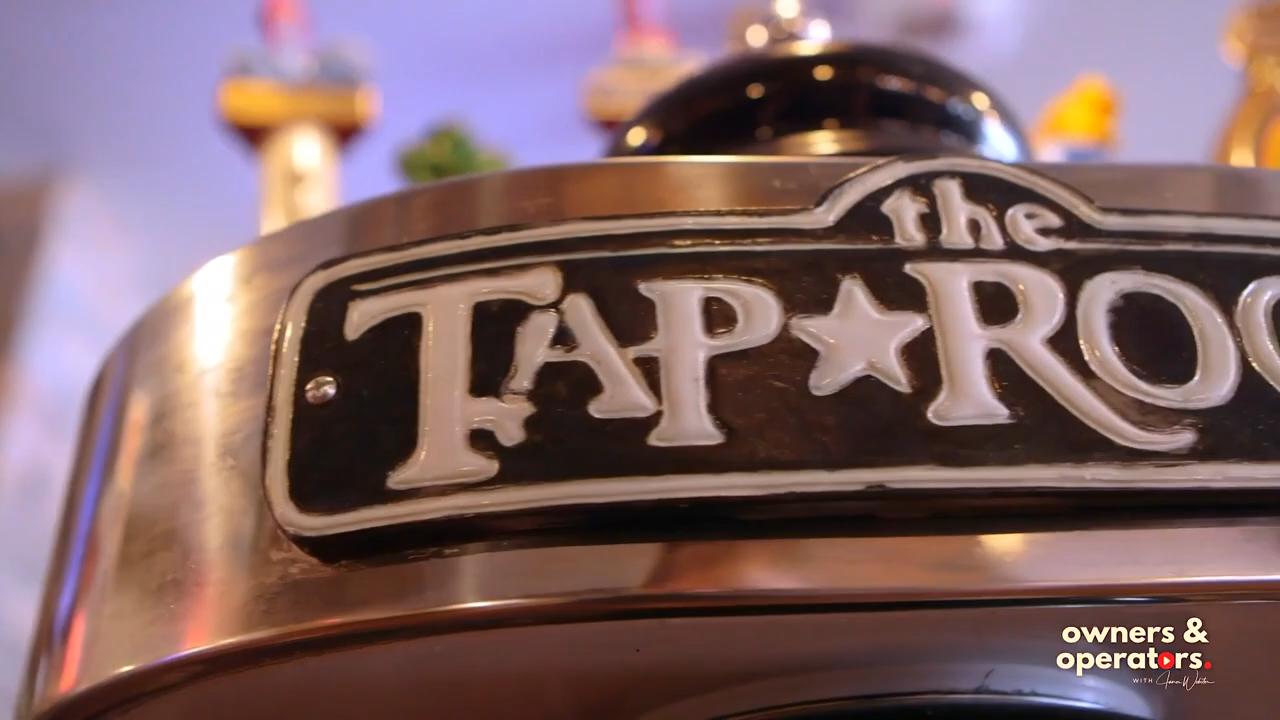 the
TAP★ROO
owners &
operators.
WITH